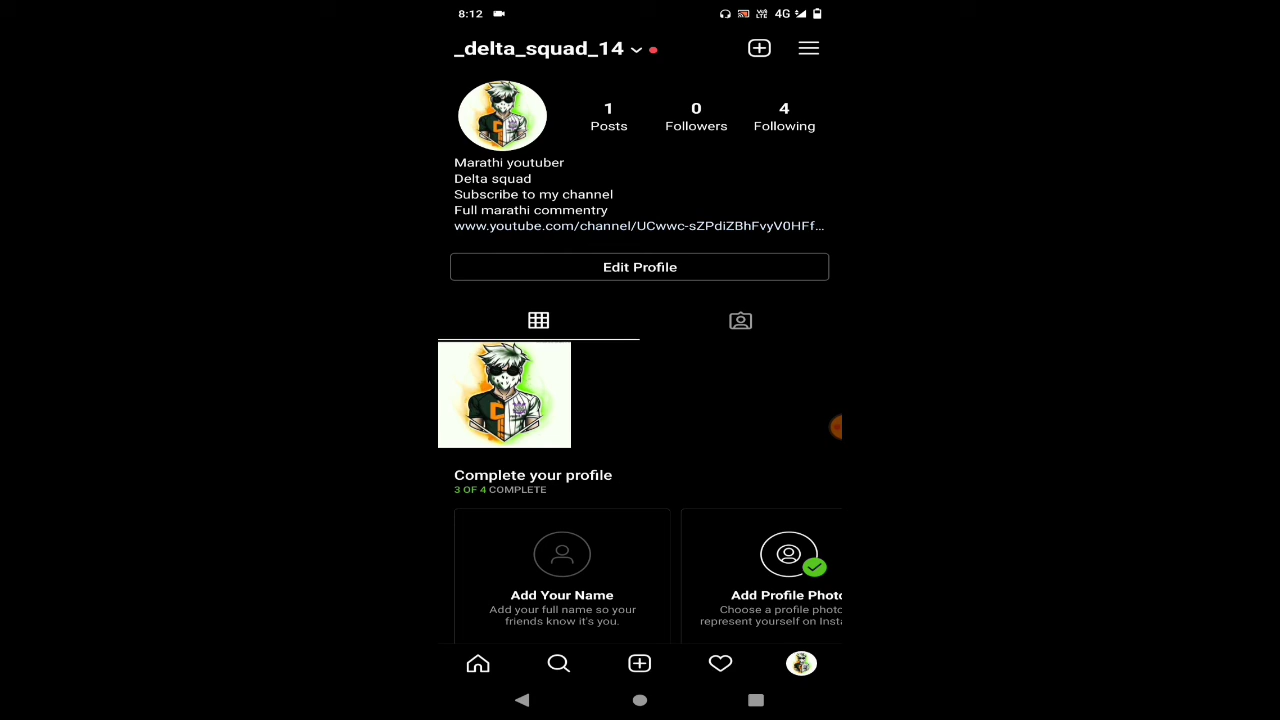 8:12
Vo) LTE 4G
_delta_squad_14
1 0 4
Posts Followers Following
Marathi youtuber
Delta squad
Subscribe to my channel
Full marathi commentry
www.youtube.com/channel/UCwwc-sZPdiZBhFvyV0HFf...
Edit Profile
Complete your profile
3 OF 4 COMPLETE
Add Your Name
Add your full name so your
friends know it's you.
Add Profile Phot
Choose a profile photo
represent yourself on Insta